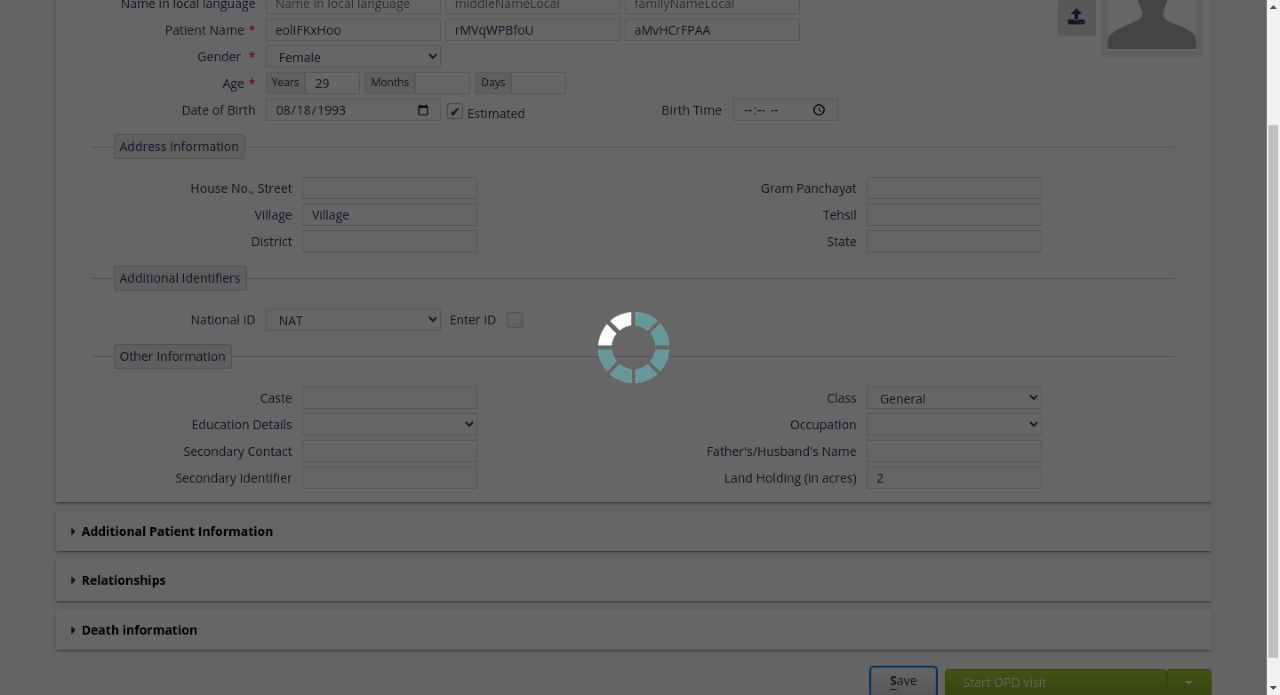 Name in local language Name in local language middleNameLocal familyNameLocal
Patient Name * eolIFKxHoo rMVqWPBfoU aMvHCrFPAA
Gender * Female
Age * Years 29 Months Days
Date of Birth 08/18/1993 Estimated Birth Time --:-- --
Address Information
House No., Street Gram Panchayat
Village Village Tehsil
District State
Additional Identifiers
National ID NAT Enter ID
Other Information
Caste Class General
Education Details Occupation
Secondary Contact Father's/Husband's Name
Secondary Identifier Land Holding (in acres) 2
Additional Patient Information
Relationships
Death information
Save Start OPD visit